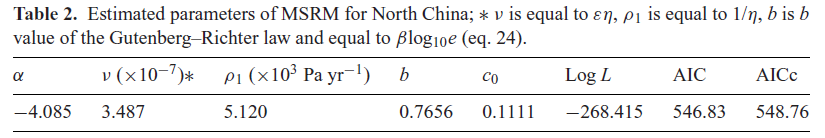 Table 2. Estimated parameters of MSRM for North China; * ν is equal to εη, ρ₁ is equal to 1/η, b is b
value of the Gutenberg–Richter law and equal to βlog₁₀e (eq. 24).
α ν (×10⁻⁷)* ρ₁ (×10³ Pa yr⁻¹) b c₀ Log L AIC AICc
−4.085 3.487 5.120 0.7656 0.1111 −268.415 546.83 548.76